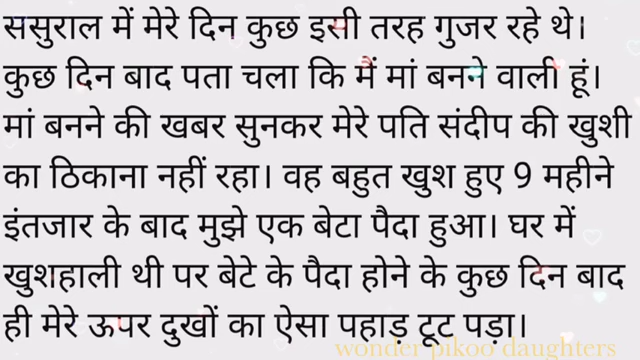 ससुराल में मेरे दिन कुछ इसी तरह गुजर रहे थे।
कुछ दिन बाद पता चला कि मैं मां बनने वाली हूं।
मां बनने की खबर सुनकर मेरे पति संदीप की खुशी
का ठिकाना नहीं रहा। वह बहुत खुश हुए 9 महीने
इंतजार के बाद मुझे एक बेटा पैदा हुआ। घर में
खुशहाली थी पर बेटे के पैदा होने के कुछ दिन बाद
ही मेरे ऊपर दुखों का ऐसा पहाड़ टूट पड़ा।
wonder pikoo daughters